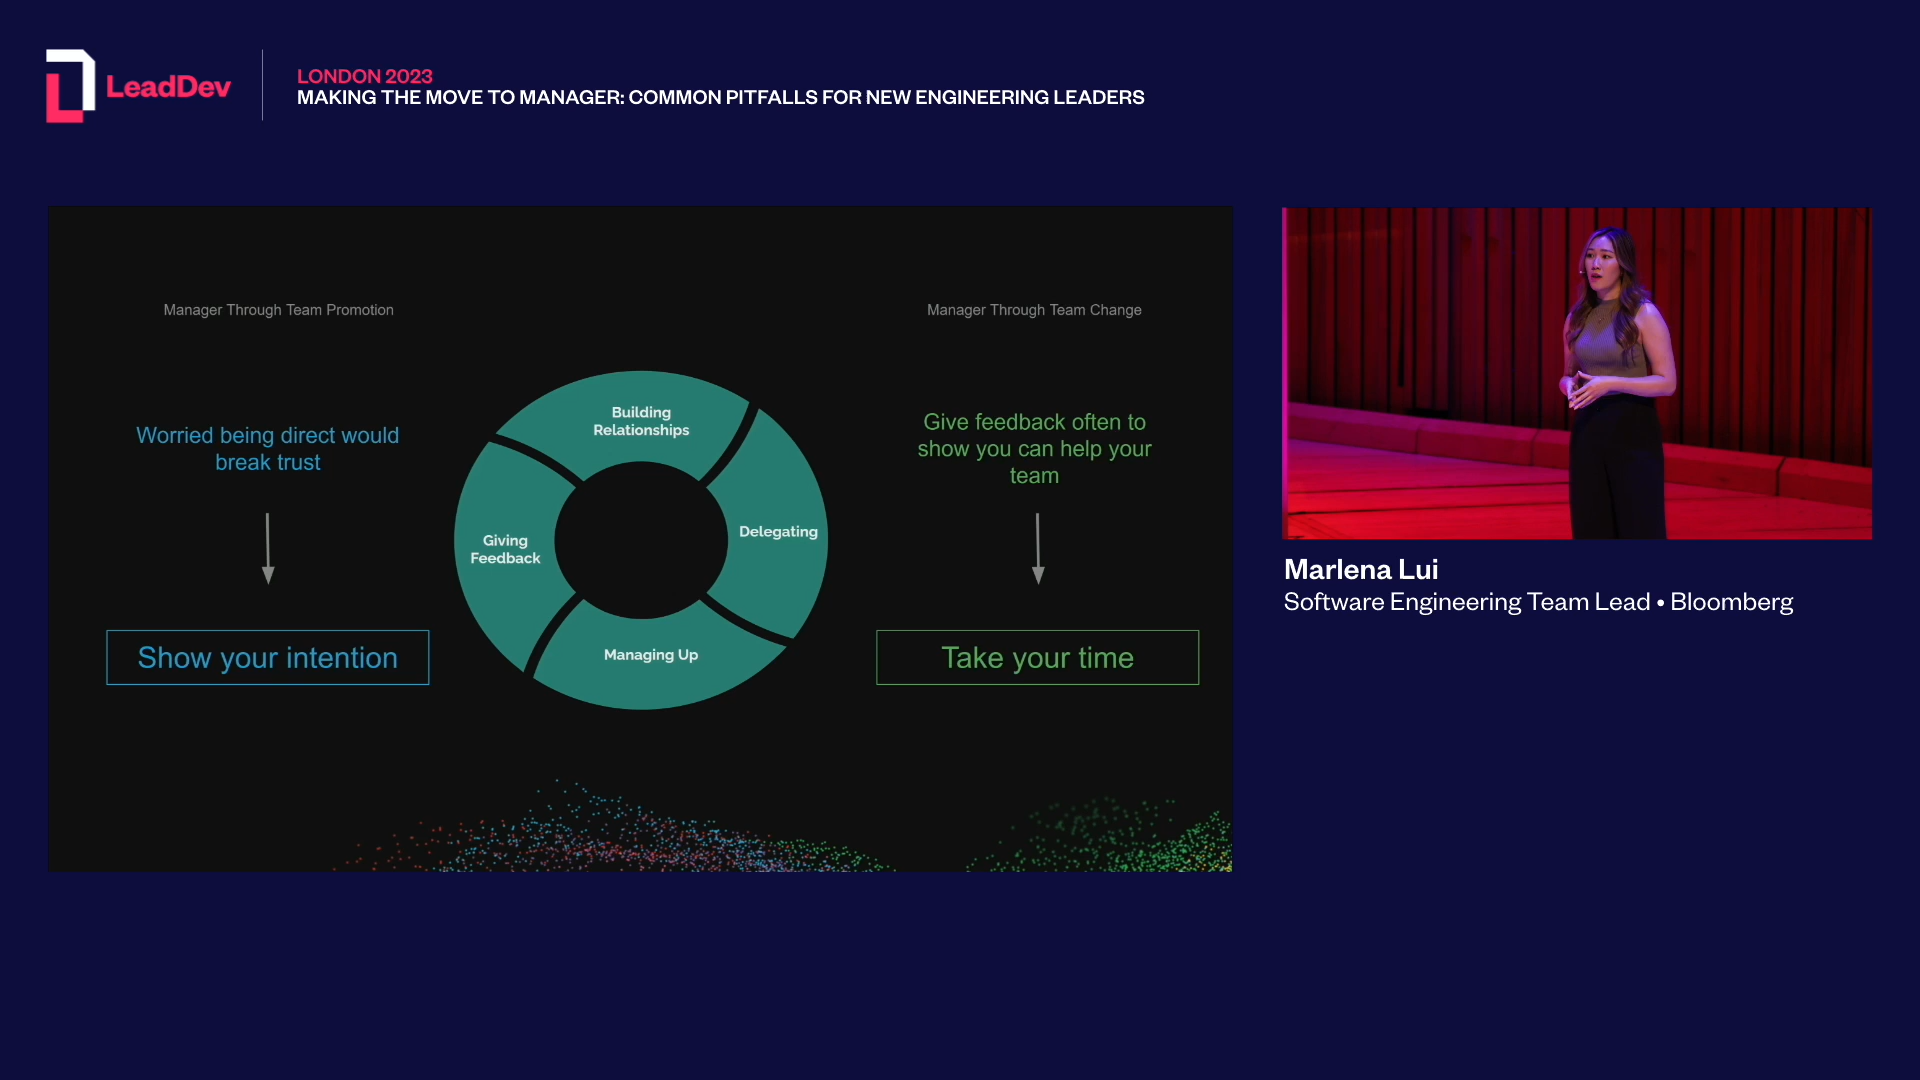 LeadDev
LONDON 2023
MAKING THE MOVE TO MANAGER: COMMON PITFALLS FOR NEW ENGINEERING LEADERS
Manager Through Team Promotion
Worried being direct would
break trust
Show your intention
Building
Relationships
Delegating
Giving
Feedback
Managing Up
Manager Through Team Change
Give feedback often to
show you can help your
team
Take your time
Marlena Lui
Software Engineering Team Lead • Bloomberg